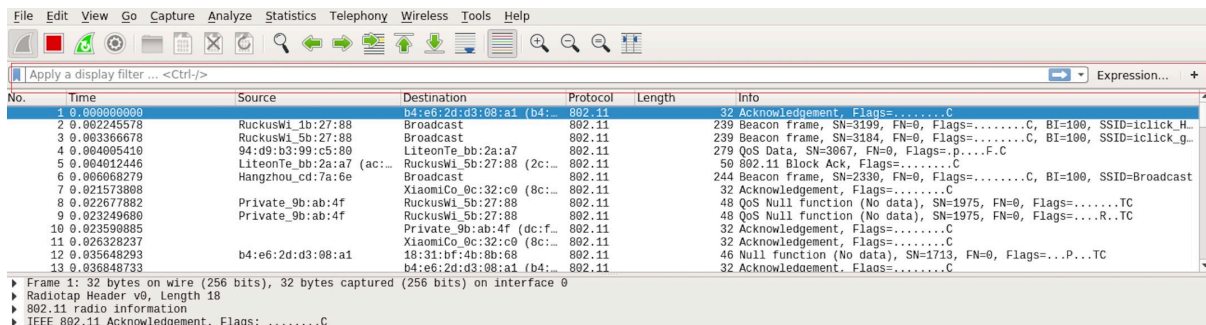 File Edit View Go Capture Analyze Statistics Telephony Wireless Tools Help
Apply a display filter ... <Ctrl-/> Expression... +
No. Time Source Destination Protocol Length Info
1 0.000000000 b4:e6:2d:d3:08:a1 (b4:… 802.11 32 Acknowledgement, Flags=........C
2 0.002245578 RuckusWi_1b:27:88 Broadcast 802.11 239 Beacon frame, SN=3199, FN=0, Flags=........C, BI=100, SSID=iclick_H…
3 0.003366678 RuckusWi_5b:27:88 Broadcast 802.11 239 Beacon frame, SN=3184, FN=0, Flags=........C, BI=100, SSID=iclick_g…
4 0.004005410 94:d9:b3:99:c5:80 LiteonTe_bb:2a:a7 802.11 279 QoS Data, SN=3067, FN=0, Flags=.p....F.C
5 0.004012446 LiteonTe_bb:2a:a7 (ac:… RuckusWi_5b:27:88 (2c:… 802.11 50 802.11 Block Ack, Flags=........C
6 0.006068279 Hangzhou_cd:7a:6e Broadcast 802.11 244 Beacon frame, SN=2330, FN=0, Flags=........C, BI=100, SSID=Broadcast
7 0.021573808 XiaomiCo_0c:32:c0 (8c:… 802.11 32 Acknowledgement, Flags=........C
8 0.022677882 Private_9b:ab:4f RuckusWi_5b:27:88 802.11 48 QoS Null function (No data), SN=1975, FN=0, Flags=.......TC
9 0.023249680 Private_9b:ab:4f RuckusWi_5b:27:88 802.11 48 QoS Null function (No data), SN=1975, FN=0, Flags=....R..TC
10 0.023590885 Private_9b:ab:4f (dc:f… 802.11 32 Acknowledgement, Flags=........C
11 0.026328237 XiaomiCo_0c:32:c0 (8c:… 802.11 32 Acknowledgement, Flags=........C
12 0.035648293 b4:e6:2d:d3:08:a1 18:31:bf:4b:8b:68 802.11 46 Null function (No data), SN=1713, FN=0, Flags=...P...TC
13 0.036848733 b4:e6:2d:d3:08:a1 (b4:… 802.11 32 Acknowledgement, Flags=........C
Frame 1: 32 bytes on wire (256 bits), 32 bytes captured (256 bits) on interface 0
Radiotap Header v0, Length 18
802.11 radio information
IEEE 802.11 Acknowledgement, Flags: ........C